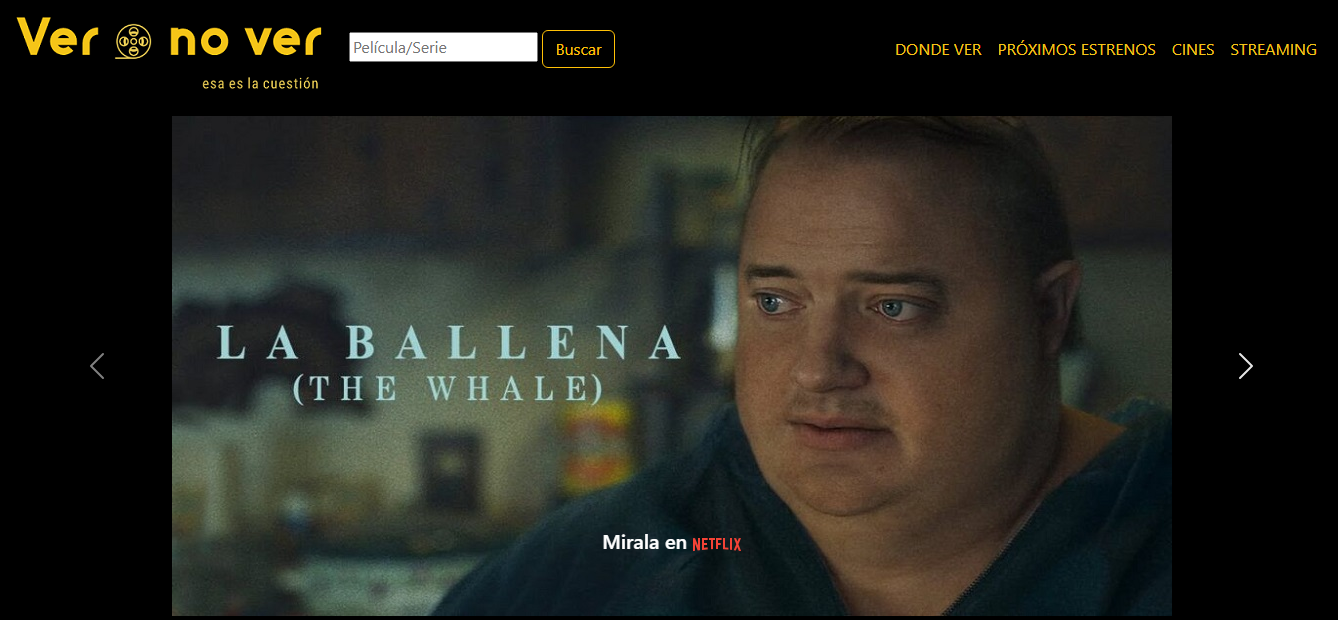 Ver o no ver
esa es la cuestión
Película/Serie
Buscar
DONDE VER PRÓXIMOS ESTRENOS CINES STREAMING
LA BALLENA
(THE WHALE)
Mirala en NETFLIX